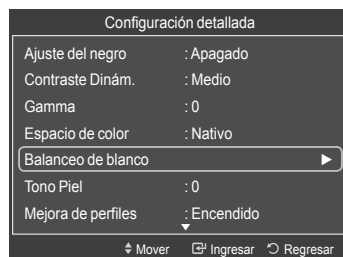 Configuración detallada
Ajuste del negro : Apagado
Contraste Dinám. : Medio
Gamma : 0
Espacio de color : Nativo
Balanceo de blanco
Tono Piel : 0
Mejora de perfiles : Encendido
Mover Ingresar Regresar